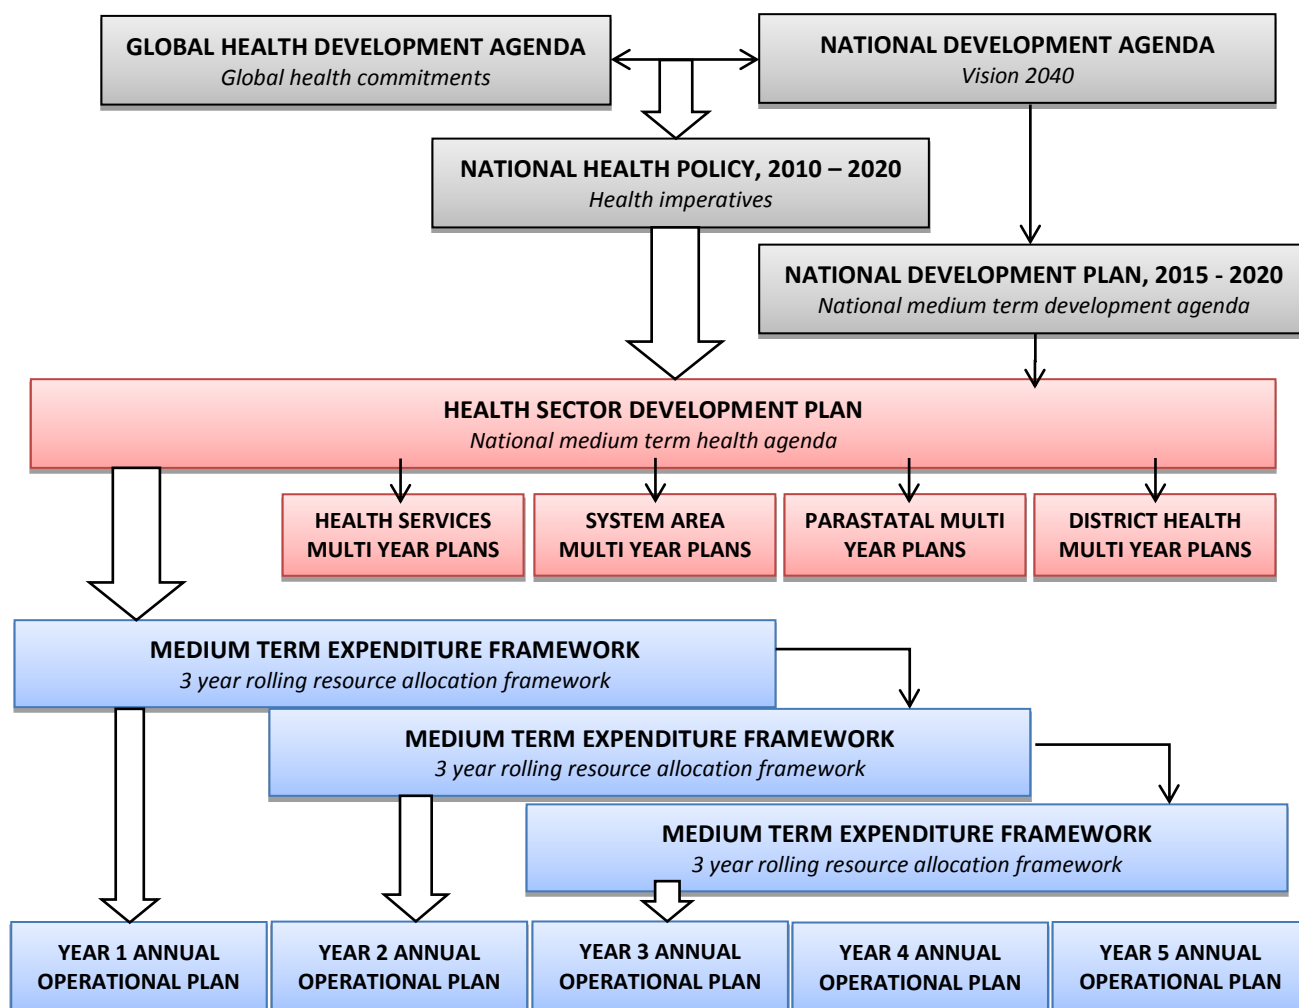 GLOBAL HEALTH DEVELOPMENT AGENDA
Global health commitments
NATIONAL DEVELOPMENT AGENDA
Vision 2040
NATIONAL HEALTH POLICY, 2010 – 2020
Health imperatives
NATIONAL DEVELOPMENT PLAN, 2015 - 2020
National medium term development agenda
HEALTH SECTOR DEVELOPMENT PLAN
National medium term health agenda
HEALTH SERVICES
MULTI YEAR PLANS
SYSTEM AREA
MULTI YEAR PLANS
PARASTATAL MULTI
YEAR PLANS
DISTRICT HEALTH
MULTI YEAR PLANS
MEDIUM TERM EXPENDITURE FRAMEWORK
3 year rolling resource allocation framework
MEDIUM TERM EXPENDITURE FRAMEWORK
3 year rolling resource allocation framework
MEDIUM TERM EXPENDITURE FRAMEWORK
3 year rolling resource allocation framework
YEAR 1 ANNUAL
OPERATIONAL PLAN
YEAR 2 ANNUAL
OPERATIONAL PLAN
YEAR 3 ANNUAL
OPERATIONAL PLAN
YEAR 4 ANNUAL
OPERATIONAL PLAN
YEAR 5 ANNUAL
OPERATIONAL PLAN